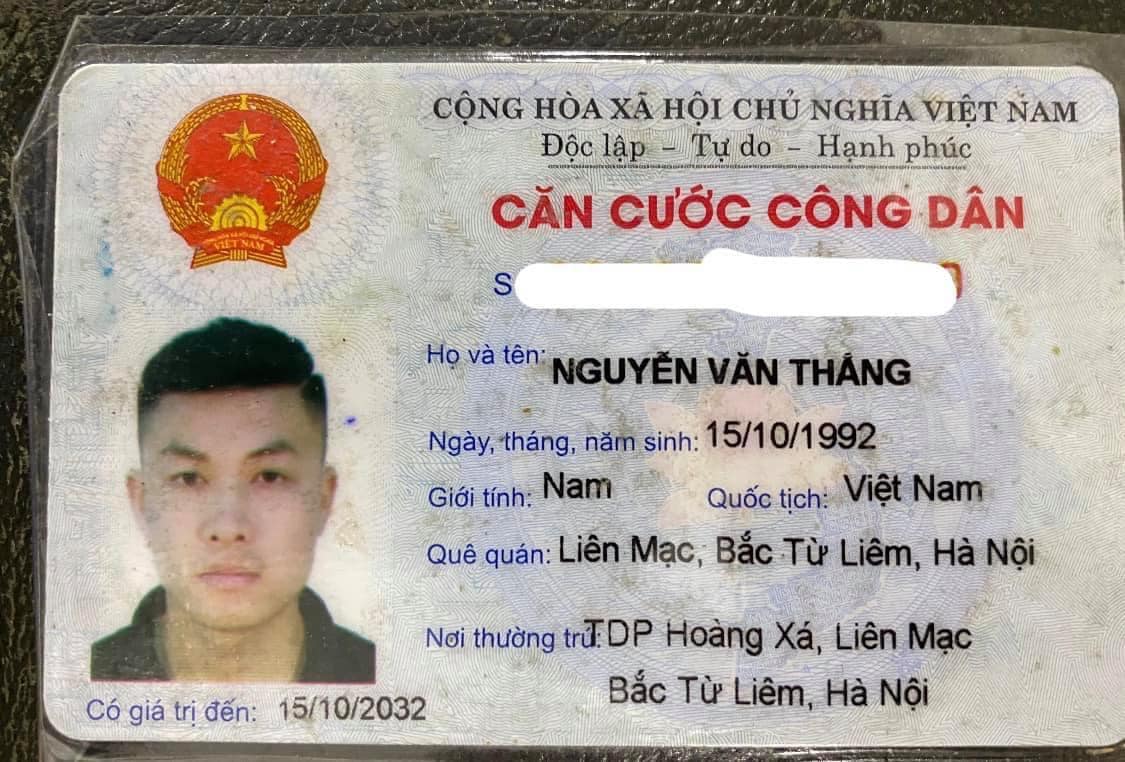 CỘNG HÒA XÃ HỘI CHỦ NGHĨA VIỆT NAM
Độc lập – Tự do – Hạnh phúc
CĂN CƯỚC CÔNG DÂN
VIỆT NAM
S
Họ và tên: NGUYỄN VĂN THẮNG
Ngày, tháng, năm sinh: 15/10/1992
Giới tính: Nam Quốc tịch: Việt Nam
Quê quán: Liên Mạc, Bắc Từ Liêm, Hà Nội
Nơi thường trú: TDP Hoàng Xá, Liên Mạc
Bắc Từ Liêm, Hà Nội
Có giá trị đến: 15/10/2032